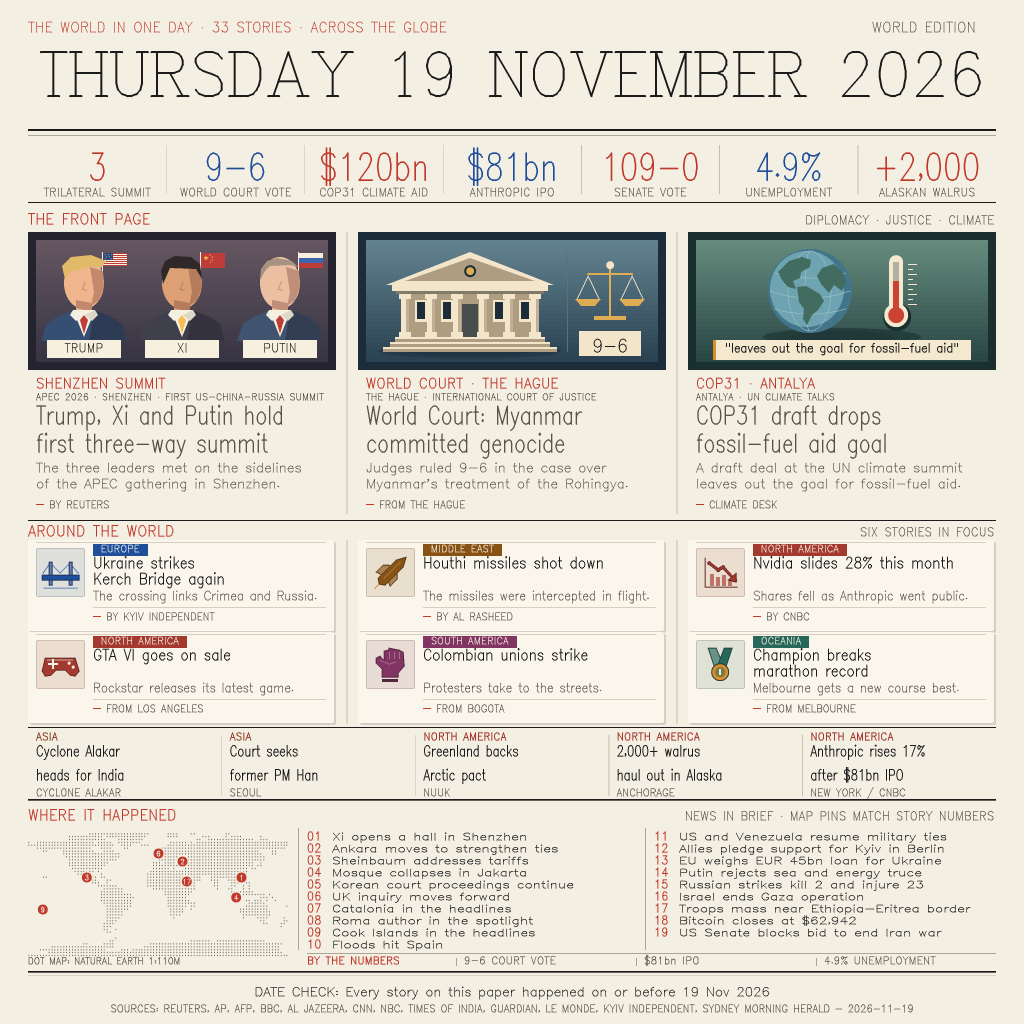 THE WORLD IN ONE DAY · 33 STORIES · ACROSS THE GLOBE
WORLD EDITION
THURSDAY 19 NOVEMBER 2026
3
TRILATERAL SUMMIT
9–6
WORLD COURT VOTE
$120bn
COP31 CLIMATE AID
$81bn
ANTHROPIC IPO
109–0
SENATE VOTE
4.9%
UNEMPLOYMENT
+2,000
ALASKAN WALRUS
THE FRONT PAGE
DIPLOMACY · JUSTICE · CLIMATE
TRUMP
XI
PUTIN
SHENZHEN SUMMIT
APEC 2026 · SHENZHEN · FIRST US–CHINA–RUSSIA SUMMIT
Trump, Xi and Putin hold
first three–way summit
The three leaders met on the sidelines
of the APEC gathering in Shenzhen.
— BY REUTERS
9–6
WORLD COURT · THE HAGUE
THE HAGUE · INTERNATIONAL COURT OF JUSTICE
World Court: Myanmar
committed genocide
Judges ruled 9–6 in the case over
Myanmar's treatment of the Rohingya.
— FROM THE HAGUE
"leaves out the goal for fossil–fuel aid"
COP31 · ANTALYA
ANTALYA · UN CLIMATE TALKS
COP31 draft drops
fossil–fuel aid goal
A draft deal at the UN climate summit
leaves out the goal for fossil–fuel aid.
— CLIMATE DESK
AROUND THE WORLD
SIX STORIES IN FOCUS
EUROPE
Ukraine strikes
Kerch Bridge again
The crossing links Crimea and Russia.
— BY KYIV INDEPENDENT
MIDDLE EAST
Houthi missiles shot down
The missiles were intercepted in flight.
— BY AL RASHEED
NORTH AMERICA
Nvidia slides 28% this month
Shares fell as Anthropic went public.
— BY CNBC
NORTH AMERICA
GTA VI goes on sale
Rockstar releases its latest game.
— FROM LOS ANGELES
SOUTH AMERICA
Colombian unions strike
Protesters take to the streets.
— FROM BOGOTA
OCEANIA
Champion breaks
marathon record
Melbourne gets a new course best.
— FROM MELBOURNE
ASIA
Cyclone Alakar
heads for India
CYCLONE ALAKAR
ASIA
Court seeks
former PM Han
SEOUL
NORTH AMERICA
Greenland backs
Arctic pact
NUUK
NORTH AMERICA
2,000+ walrus
haul out in Alaska
ANCHORAGE
NORTH AMERICA
Anthropic rises 17%
after $81bn IPO
NEW YORK / CNBC
WHERE IT HAPPENED
NEWS IN BRIEF · MAP PINS MATCH STORY NUMBERS
6
2
3
17
1
4
9
DOT MAP: NATURAL EARTH 1:110M
01 Xi opens a hall in Shenzhen
02 Ankara moves to strengthen ties
03 Sheinbaum addresses tariffs
04 Mosque collapses in Jakarta
05 Korean court proceedings continue
06 UK inquiry moves forward
07 Catalonia in the headlines
08 Roma author in the spotlight
09 Cook Islands in the headlines
10 Floods hit Spain
11 US and Venezuela resume military ties
12 Allies pledge support for Kyiv in Berlin
13 EU weighs EUR 45bn loan for Ukraine
14 Putin rejects sea and energy truce
15 Russian strikes kill 2 and injure 23
16 Israel ends Gaza operation
17 Troops mass near Ethiopia–Eritrea border
18 Bitcoin closes at $62,942
19 US Senate blocks bid to end Iran war
BY THE NUMBERS | 9–6 COURT VOTE | $81bn IPO | 4.9% UNEMPLOYMENT
DATE CHECK: Every story on this paper happened on or before 19 Nov 2026
SOURCES: REUTERS, AP, AFP, BBC, AL JAZEERA, CNN, NBC, TIMES OF INDIA, GUARDIAN, LE MONDE, KYIV INDEPENDENT, SYDNEY MORNING HERALD — 2026–11–19